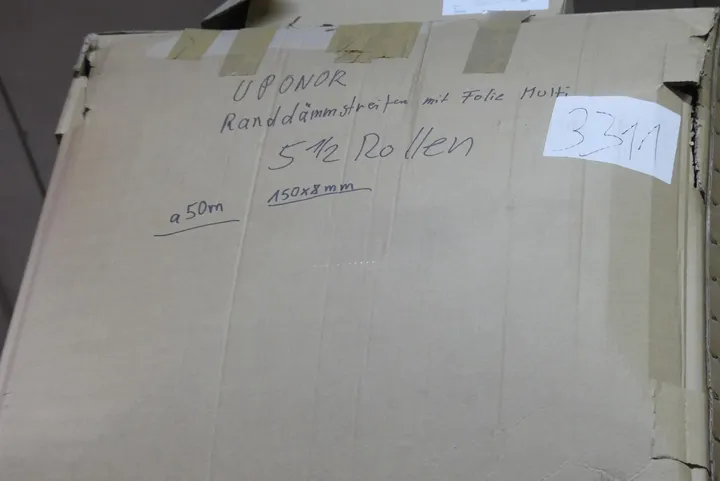 UPONOR
Randdämmstreifen mit Folie Multi
5 1/2 Rollen
3311
a 50m
150x8mm